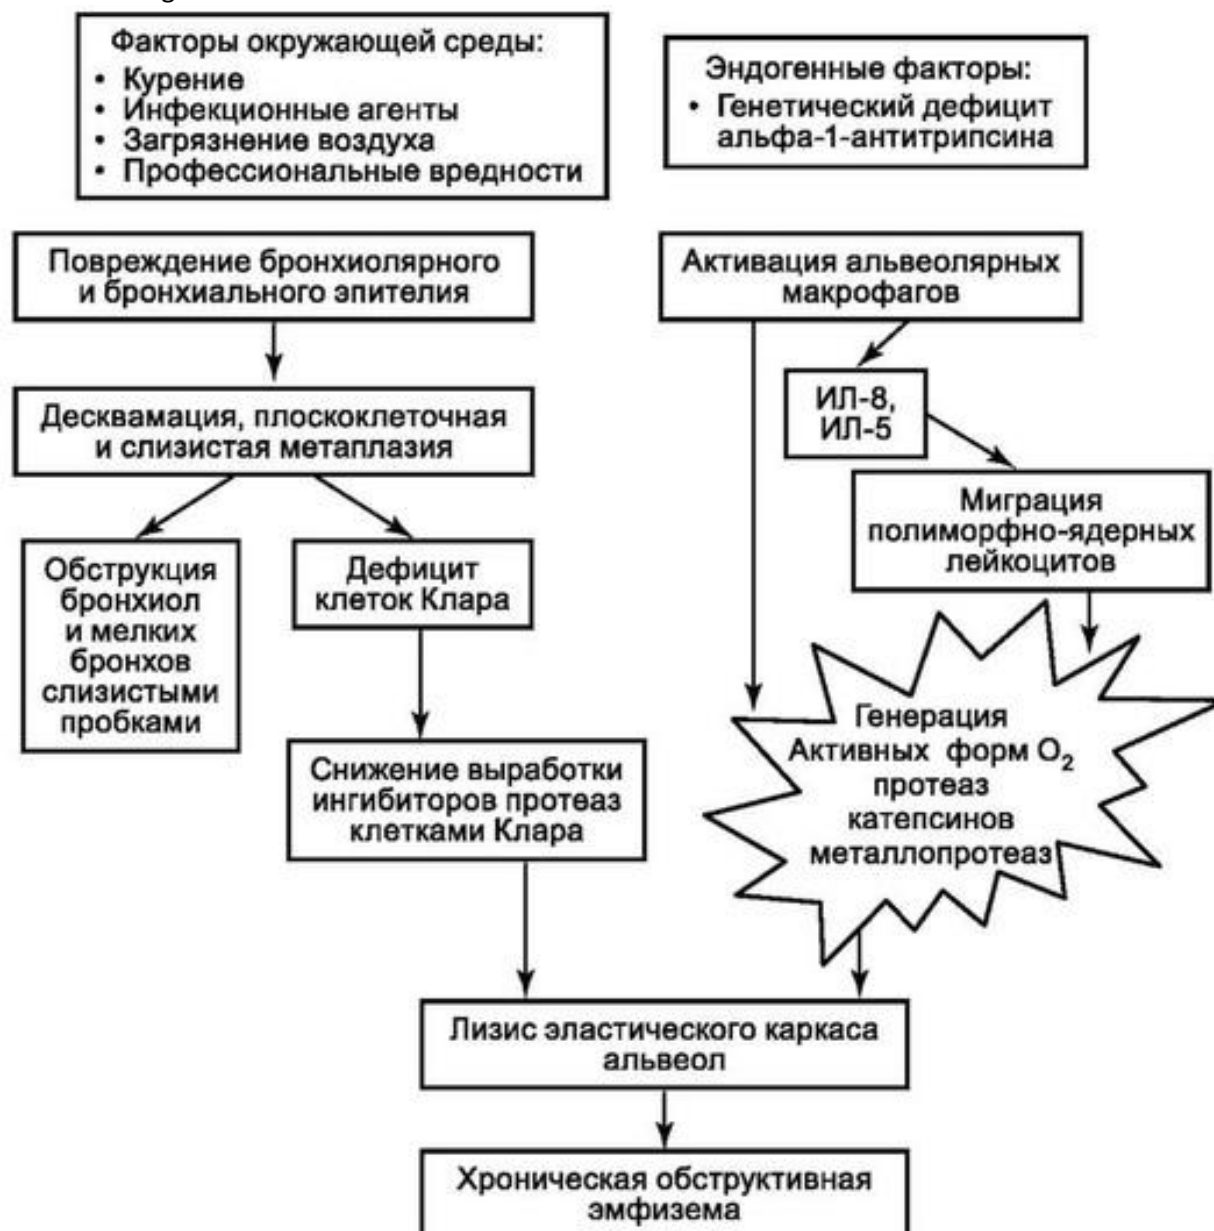 Факторы окружающей среды:
• Курение
• Инфекционные агенты
• Загрязнение воздуха
• Профессиональные вредности
Эндогенные факторы:
• Генетический дефицит
альфа-1-антитрипсина
Повреждение бронхиолярного
и бронхиального эпителия
Активация альвеолярных
макрофагов
ИЛ-8,
ИЛ-5
Десквамация, плоскоклеточная
и слизистая метаплазия
Миграция
полиморфно-ядерных
лейкоцитов
Обструкция
бронхиол
и мелких
бронхов
слизистыми
пробками
Дефицит
клеток Клара
Снижение выработки
ингибиторов протеаз
клетками Клара
Генерация
Активных форм O₂
протеаз
катепсинов
металлопротеаз
Лизис эластического каркаса
альвеол
Хроническая обструктивная
эмфизема